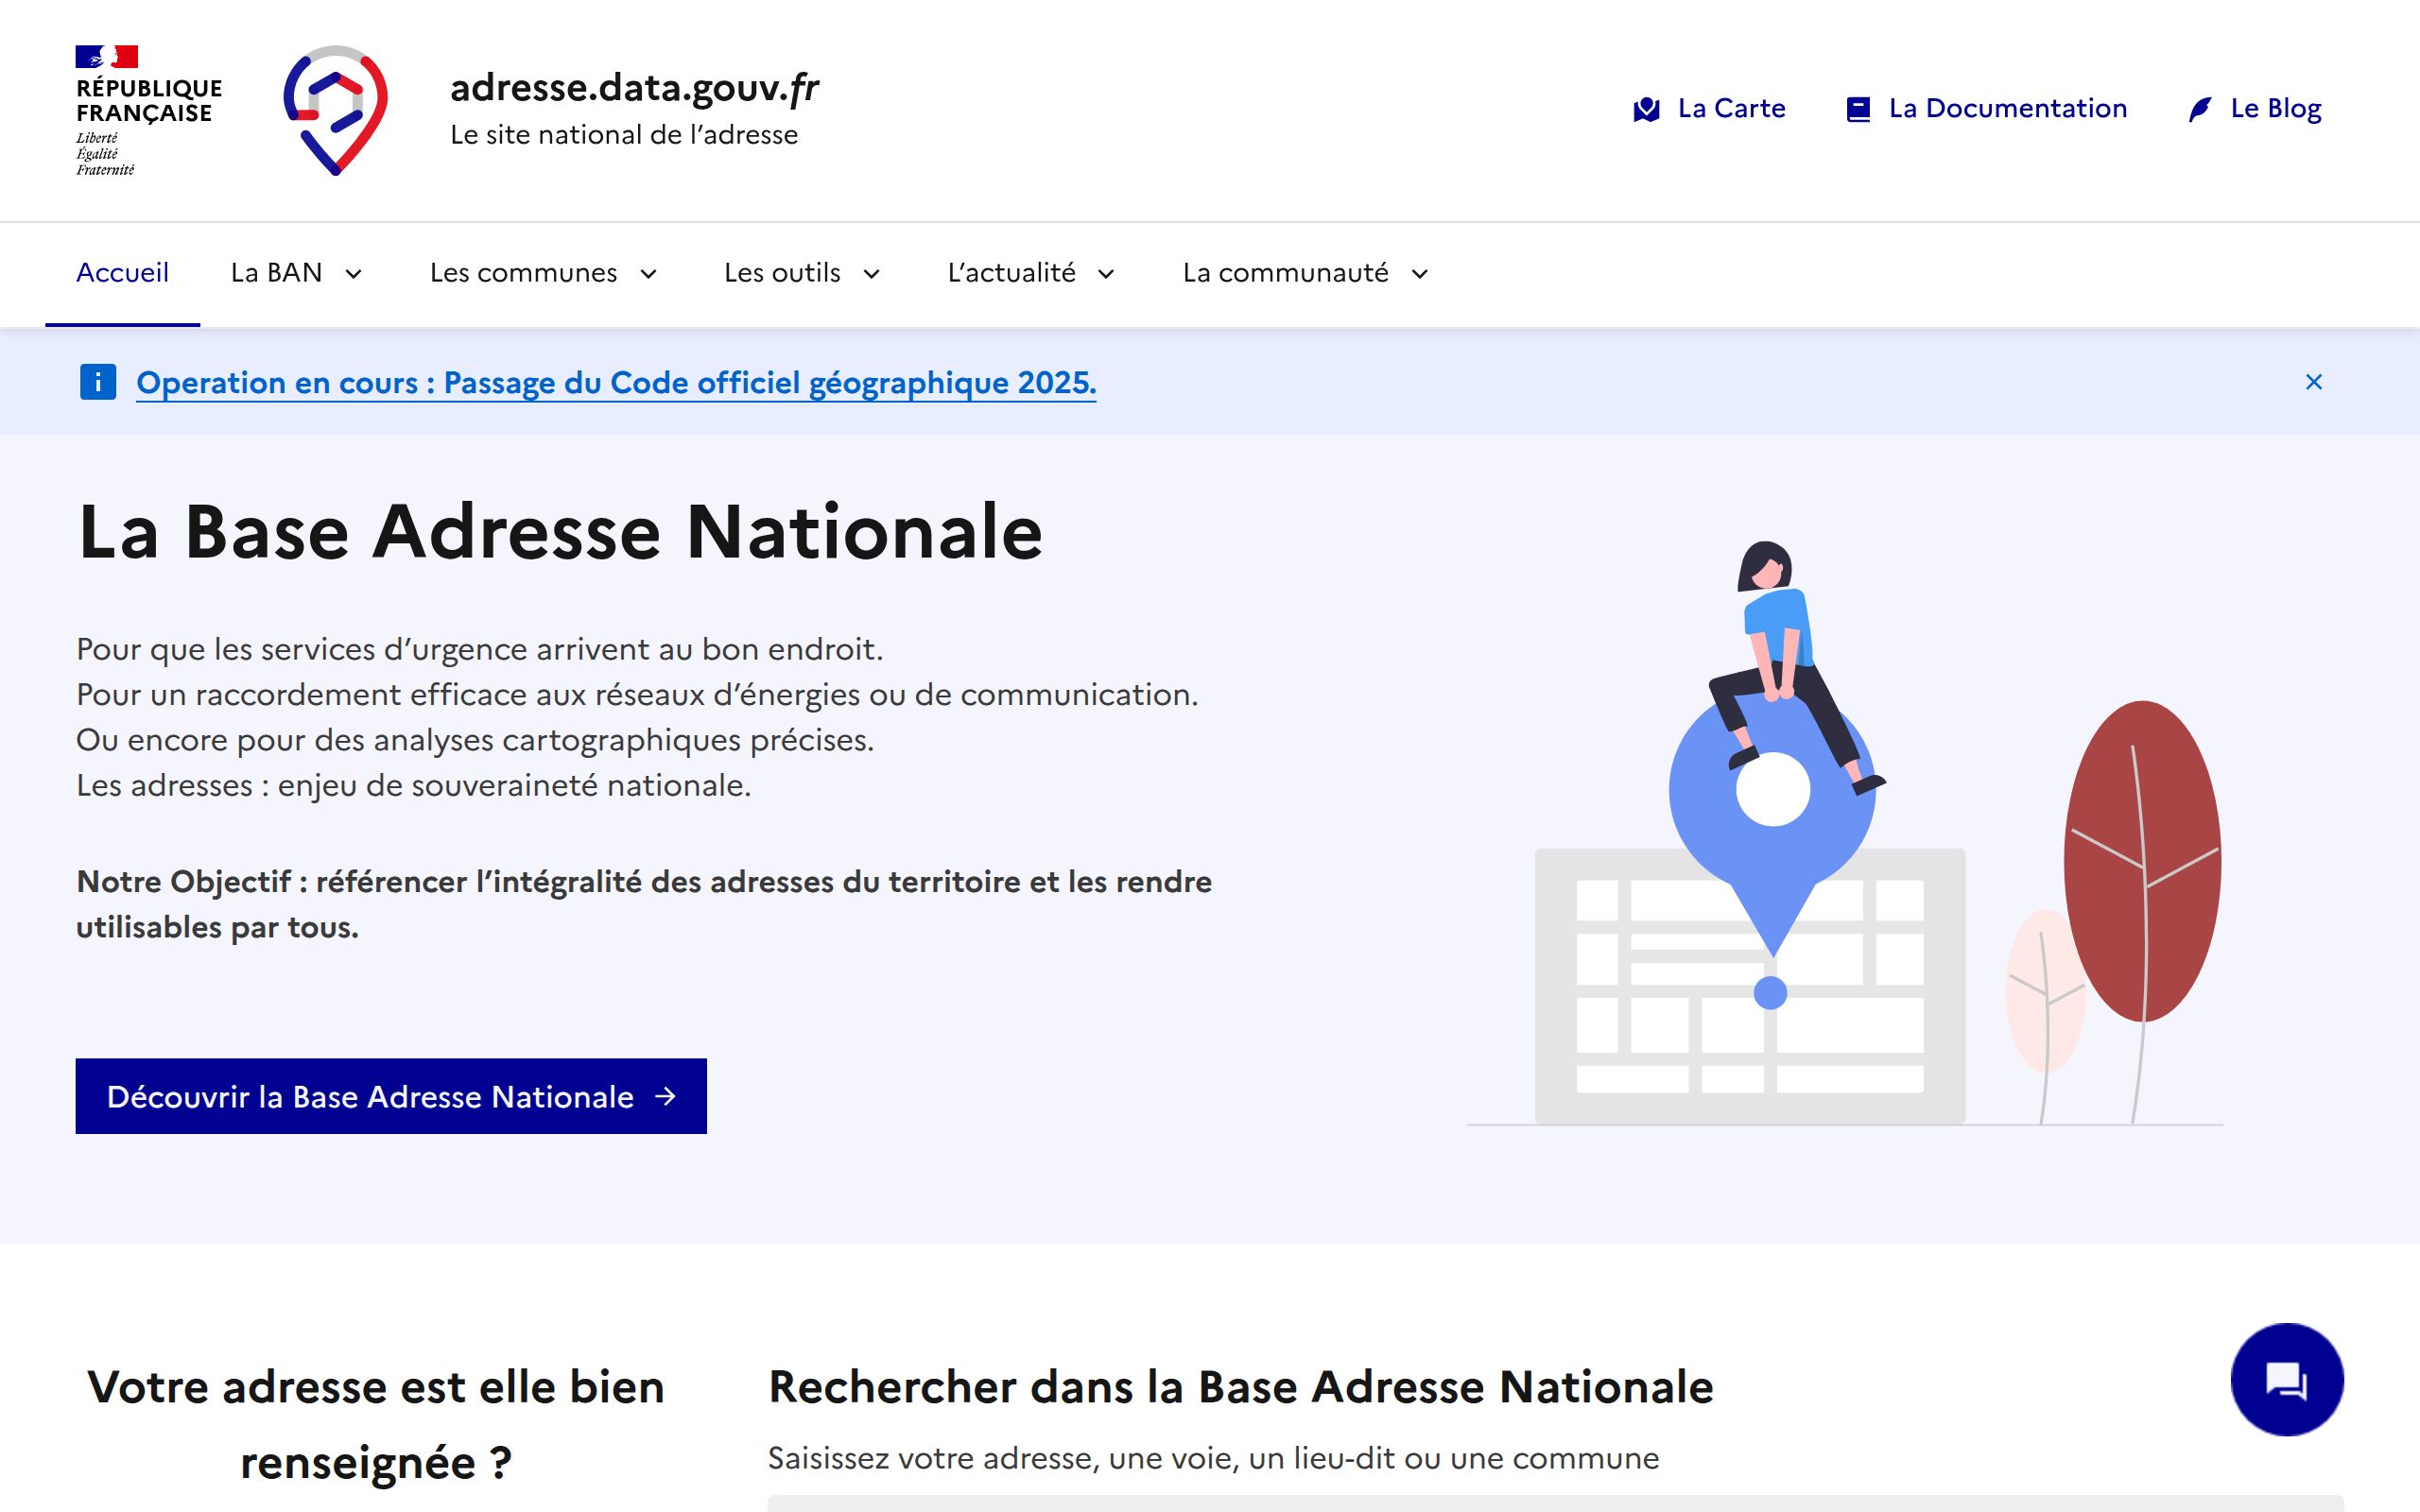 RÉPUBLIQUE
FRANÇAISE
Liberté
Égalité
Fraternité
adresse.data.gouv.fr
Le site national de l’adresse
La Carte
La Documentation
Le Blog
Accueil
La BAN
Les communes
Les outils
L’actualité
La communauté
Operation en cours : Passage du Code officiel géographique 2025.
La Base Adresse Nationale
Pour que les services d’urgence arrivent au bon endroit.
Pour un raccordement efficace aux réseaux d’énergies ou de communication.
Ou encore pour des analyses cartographiques précises.
Les adresses : enjeu de souveraineté nationale.
Notre Objectif : référencer l’intégralité des adresses du territoire et les rendre
utilisables par tous.
Découvrir la Base Adresse Nationale
Votre adresse est elle bien
renseignée ?
Rechercher dans la Base Adresse Nationale
Saisissez votre adresse, une voie, un lieu-dit ou une commune